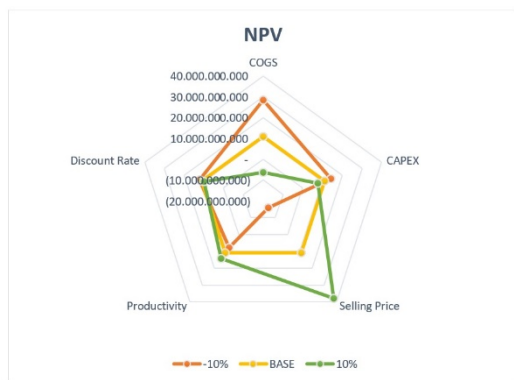 NPV
COGS
40.000.000.000
30.000.000.000
20.000.000.000
10.000.000.000
-
(10.000.000.000)
(20.000.000.000)
Discount Rate
CAPEX
Productivity
Selling Price
-10%
BASE
10%